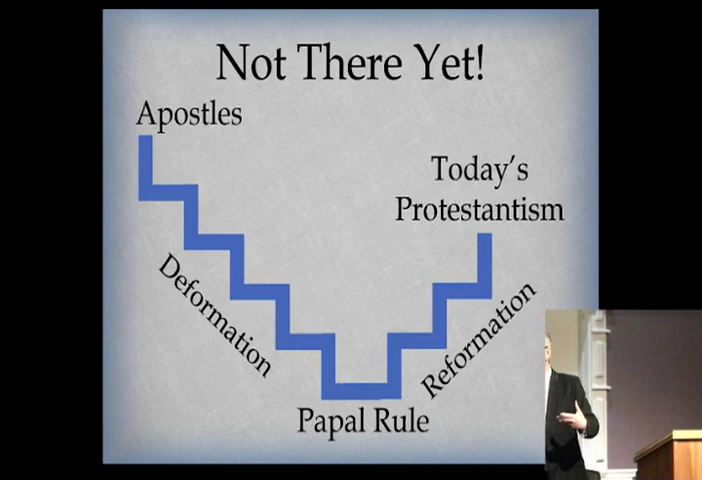 Not There Yet!
Apostles
Today's
Protestantism
Deformation
Reformation
Papal Rule